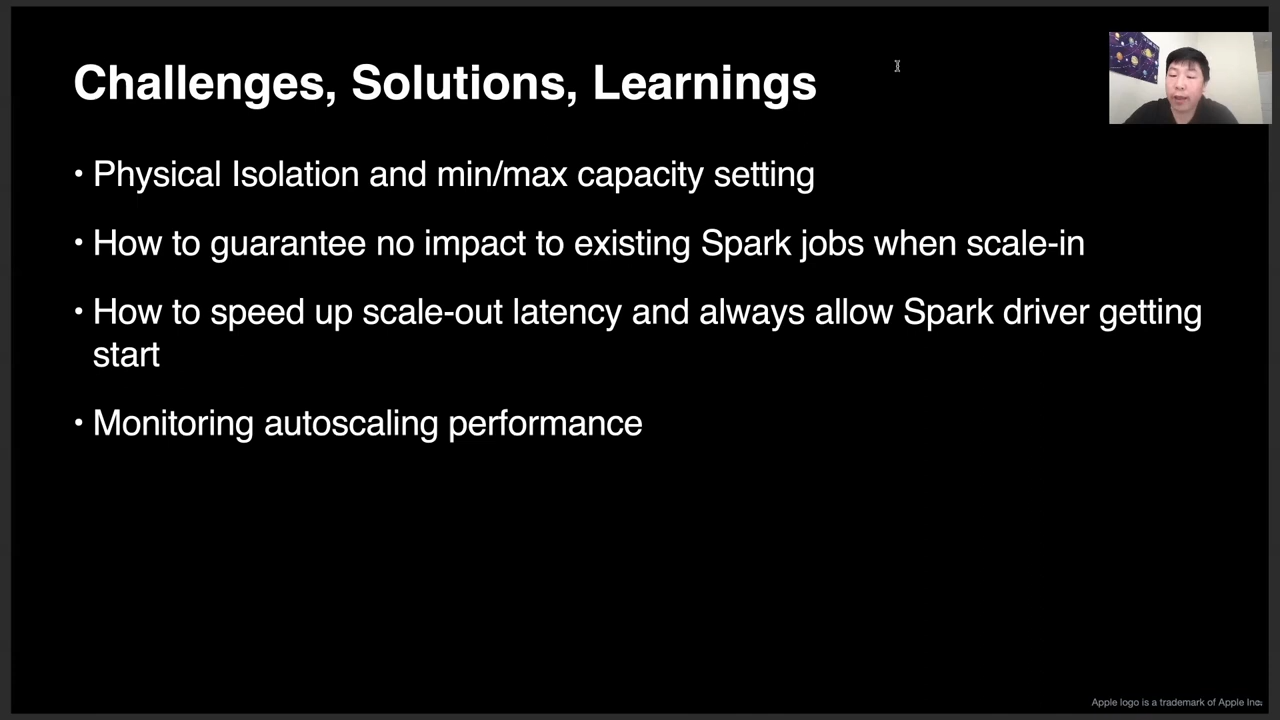 Challenges, Solutions, Learnings
• Physical Isolation and min/max capacity setting
• How to guarantee no impact to existing Spark jobs when scale-in
• How to speed up scale-out latency and always allow Spark driver getting
start
• Monitoring autoscaling performance
Apple logo is a trademark of Apple Inc.